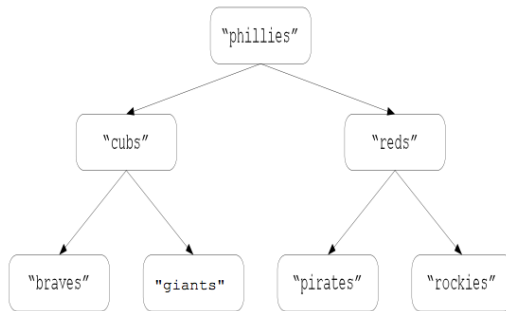 “phillies”
“cubs”
“reds”
“braves”
"giants"
“pirates”
“rockies”